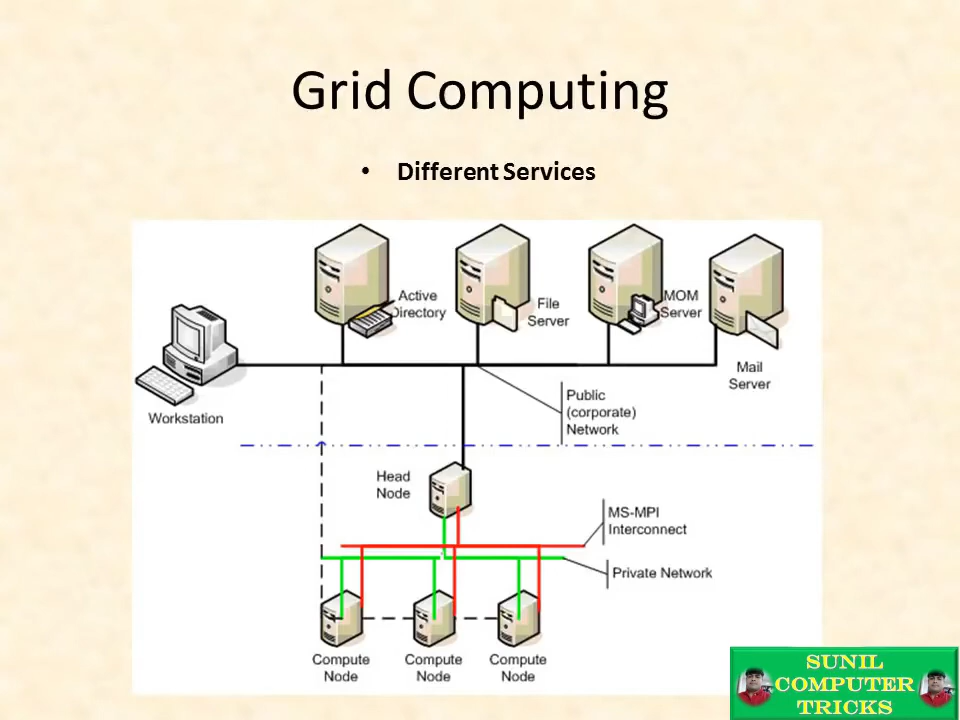 Grid Computing
• Different Services
Active
Directory
File
Server
MOM
Server
Mail
Server
Workstation
Public
(corporate)
Network
Head
Node
MS-MPI
Interconnect
Private Network
Compute
Node
Compute
Node
Compute
Node
SUNIL
COMPUTER
TRICKS